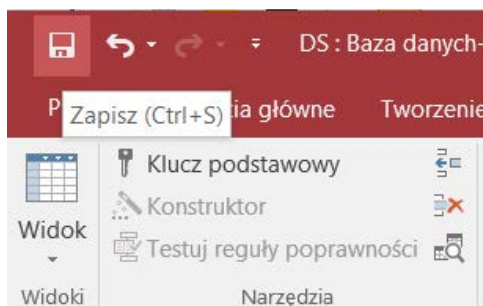 DS : Baza danych-
Zapisz (Ctrl+S)
P ia główne Tworzenie
Klucz podstawowy
Konstruktor
Testuj reguły poprawności
Widok
Widoki Narzędzia